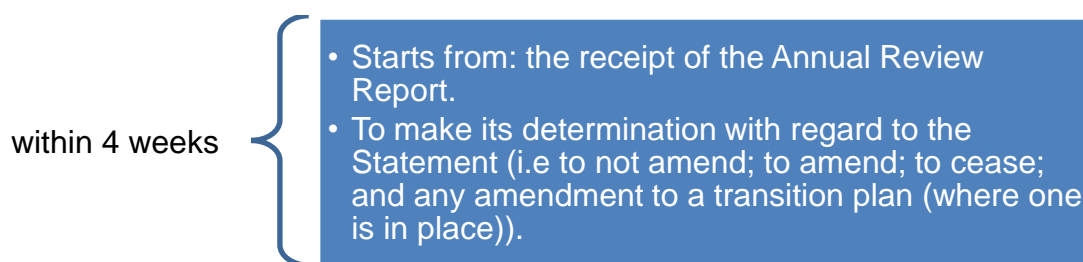 within 4 weeks
• Starts from: the receipt of the Annual Review
Report.
• To make its determination with regard to the
Statement (i.e to not amend; to amend; to cease;
and any amendment to a transition plan (where one
is in place)).